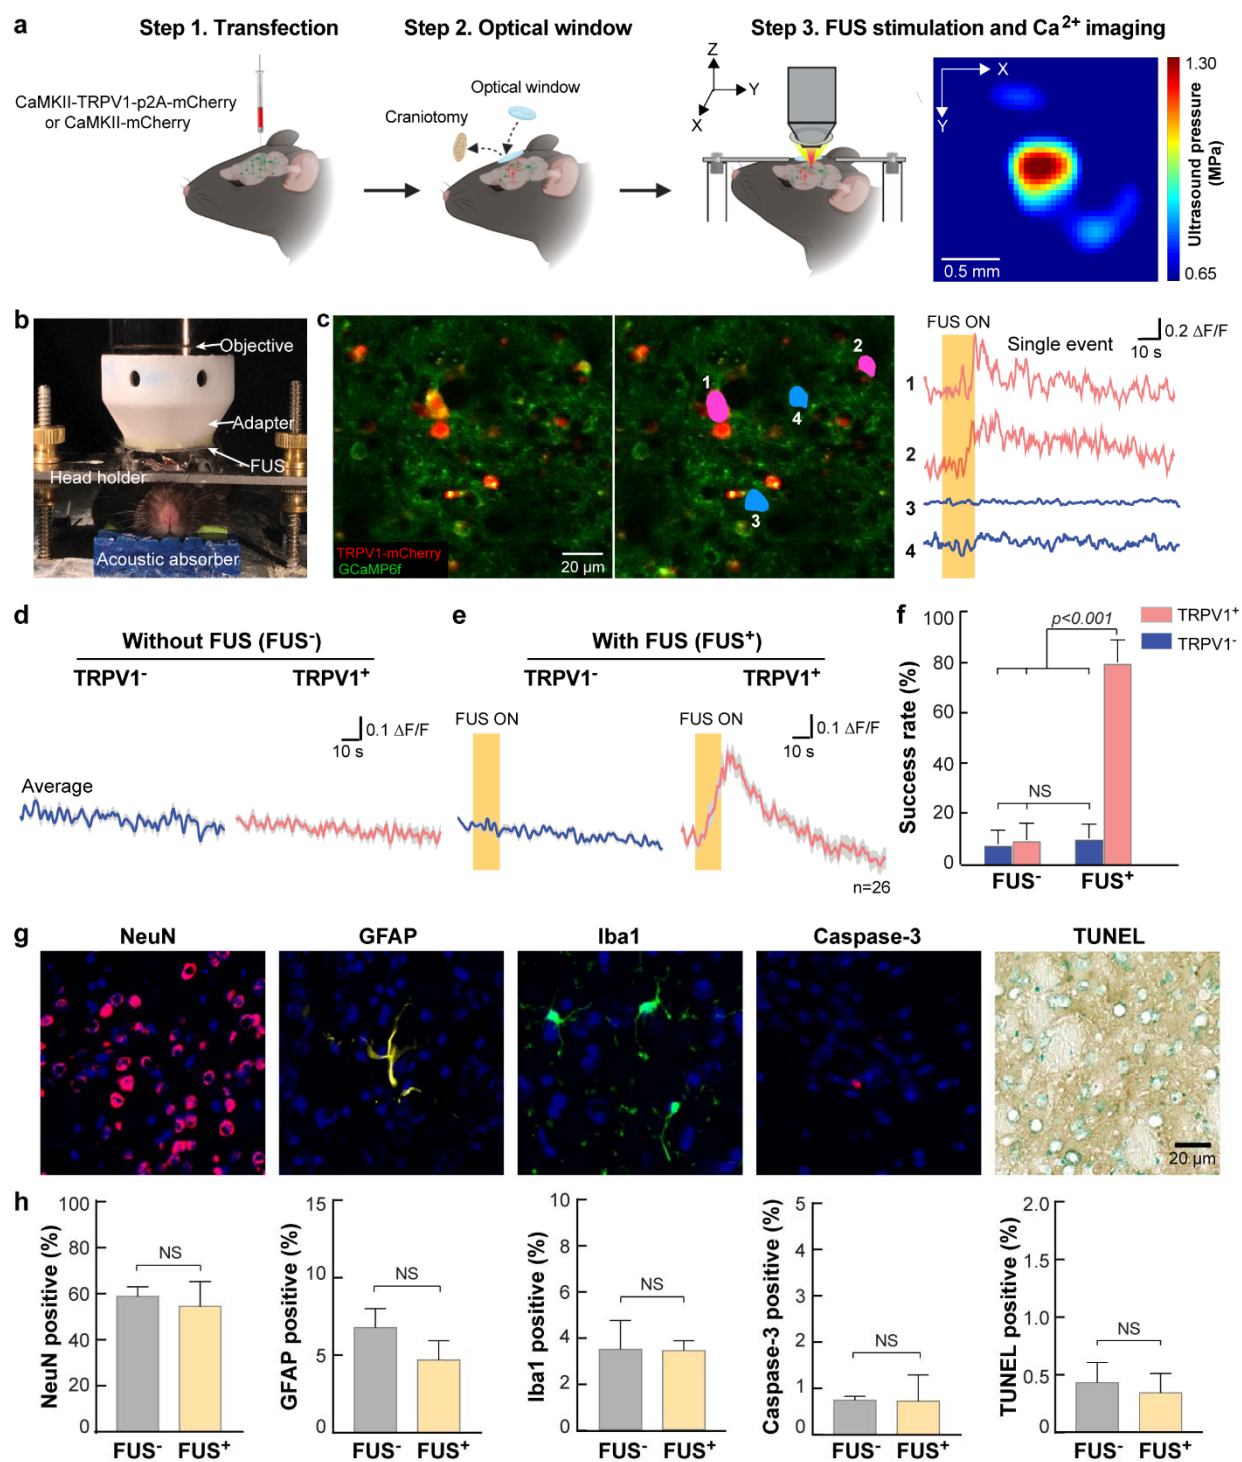 a
Step 1. Transfection
Step 2. Optical window
Step 3. FUS stimulation and Ca²⁺ imaging
CaMKII-TRPV1-p2A-mCherry
or CaMKII-mCherry
Optical window
Craniotomy
Z
Y
X
X
Y
0.5 mm
1.30
0.65
Ultrasound pressure
(MPa)
b
Objective
Adapter
FUS
Head holder
Acoustic absorber
c
TRPV1-mCherry
GCaMP6f
20 µm
1
2
3
4
FUS ON
Single event
0.2 ΔF/F
10 s
1
2
3
4
d
Without FUS (FUS⁻)
TRPV1⁻
TRPV1⁺
0.1 ΔF/F
10 s
Average
e
With FUS (FUS⁺)
TRPV1⁻
TRPV1⁺
FUS ON
FUS ON
0.1 ΔF/F
10 s
n=26
f
Success rate (%)
100
80
60
40
20
0
p<0.001
NS
TRPV1⁺
TRPV1⁻
FUS⁻
FUS⁺
g
NeuN
GFAP
Iba1
Caspase-3
TUNEL
20 µm
h
NeuN positive (%)
100
80
60
40
20
0
NS
FUS⁻
FUS⁺
GFAP positive (%)
15
10
5
0
NS
FUS⁻
FUS⁺
Iba1 positive (%)
10
8
6
4
2
0
NS
FUS⁻
FUS⁺
Caspase-3 positive (%)
5
4
3
2
1
0
NS
FUS⁻
FUS⁺
TUNEL positive (%)
2.0
1.5
1.0
0.5
0.0
NS
FUS⁻
FUS⁺